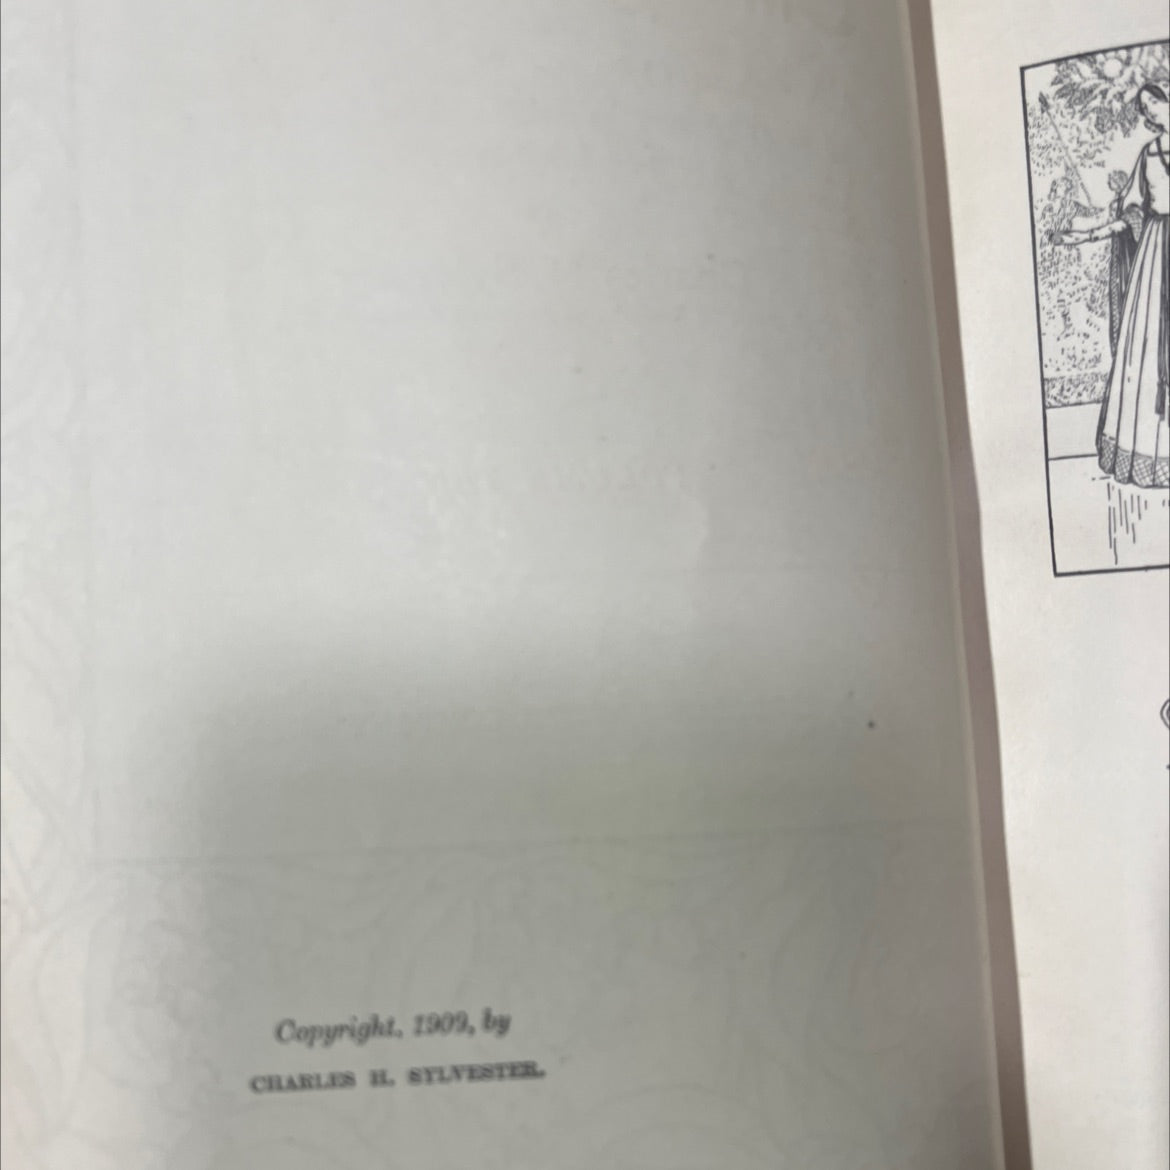 Copyright, 1909, by
CHARLES H. SYLVESTER.